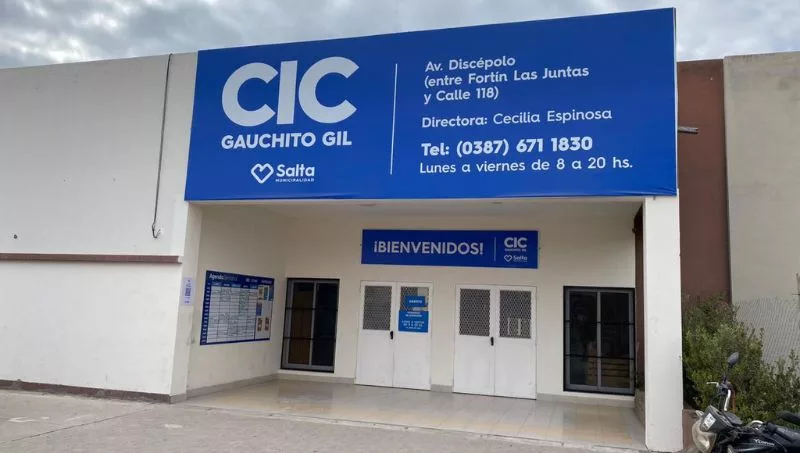 CIC
GAUCHITO GIL
Salta
MUNICIPALIDAD
Av. Discépolo
(entre Fortín Las Juntas
y Calle 118)
Directora: Cecilia Espinosa
Tel: (0387) 671 1830
Lunes a viernes de 8 a 20 hs.
¡BIENVENIDOS!
CIC
GAUCHITO GIL
Salta
Agenda